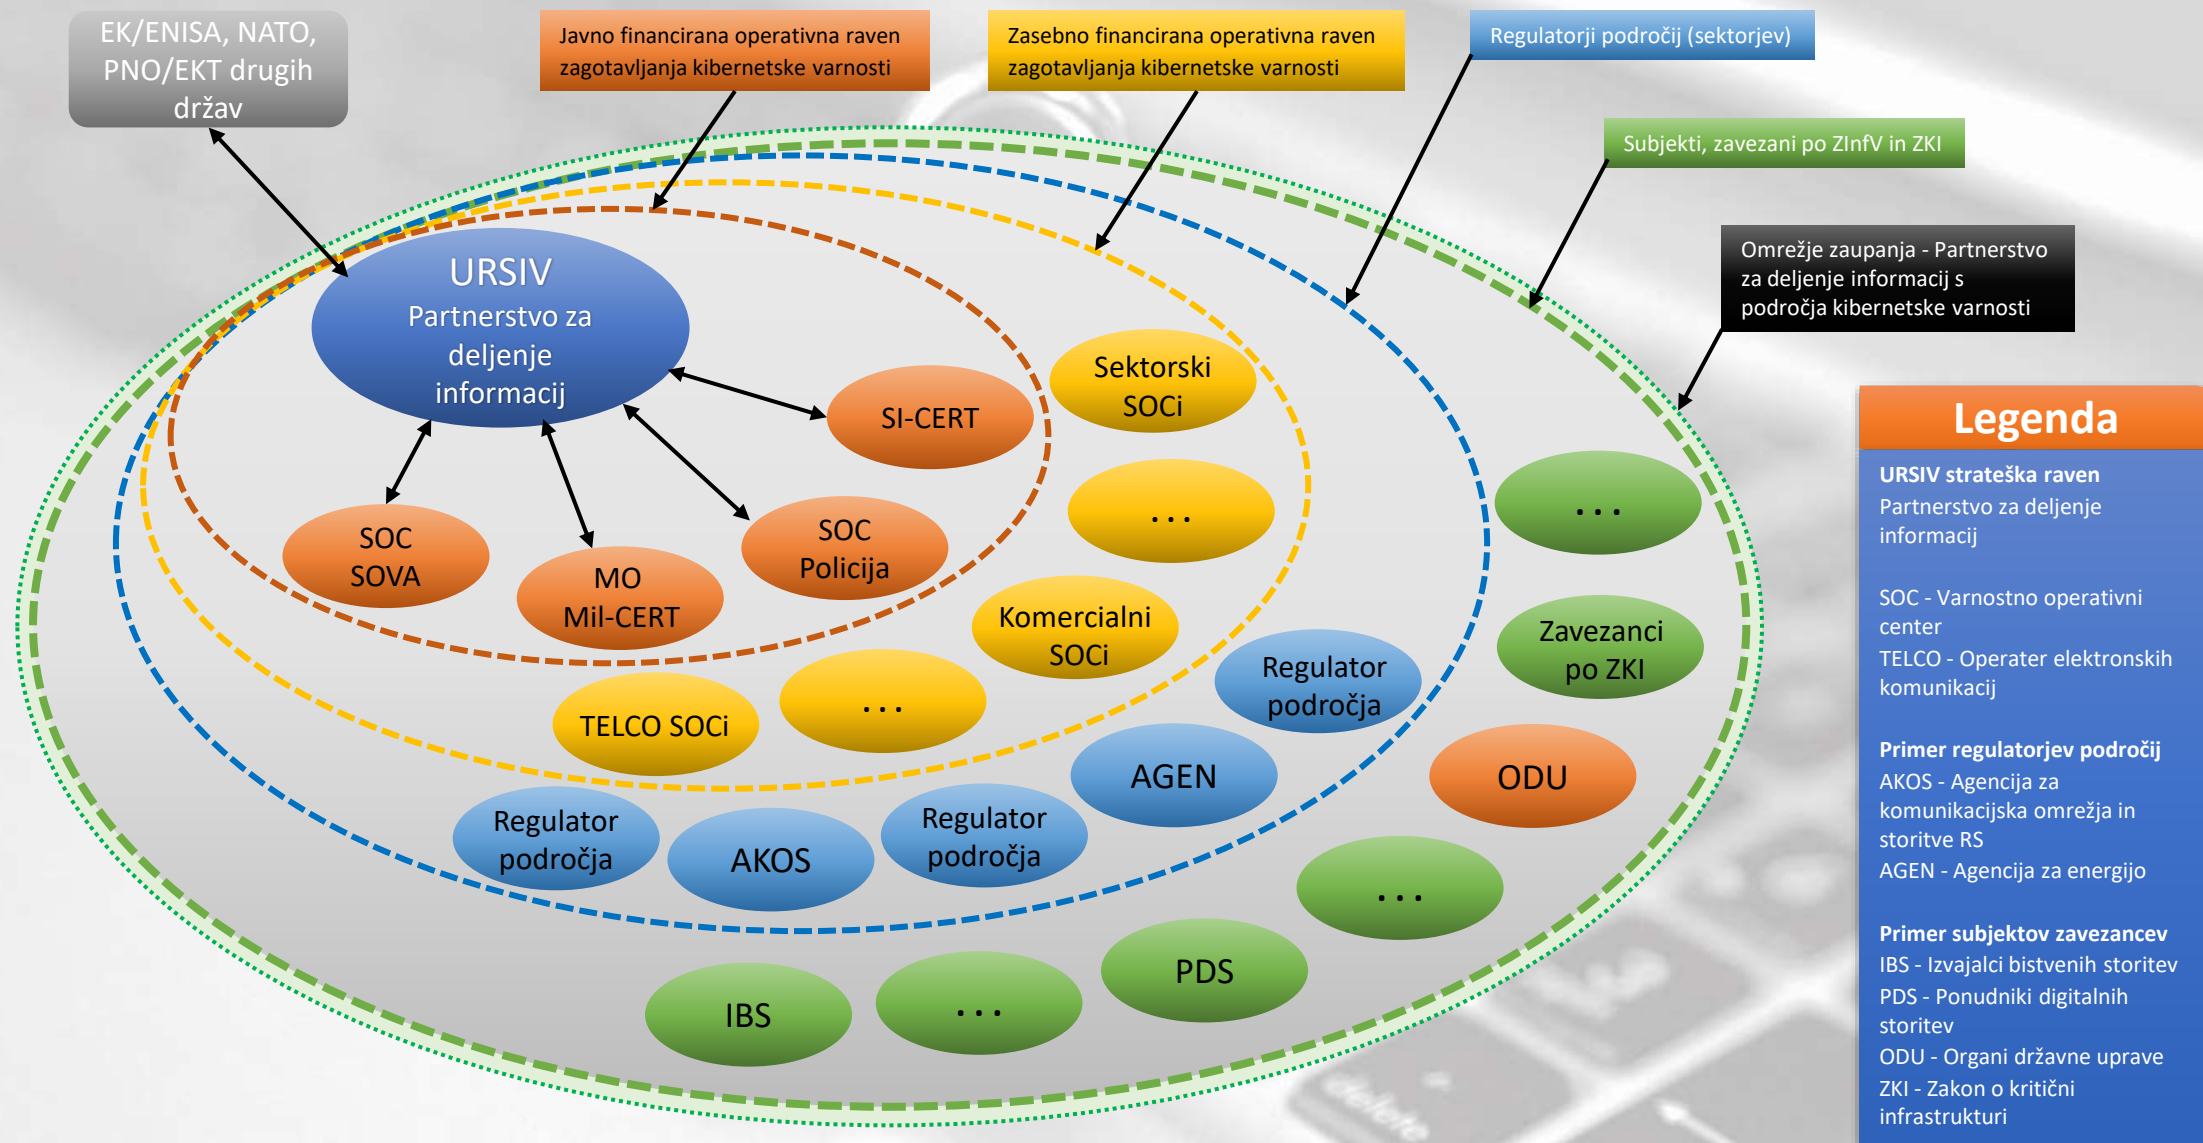 EK/ENISA, NATO,
PNO/EKT drugih
držav
Javno financirana operativna raven
zagotavljanja kibernetske varnosti
Zasebno financirana operativna raven
zagotavljanja kibernetske varnosti
Regulatorji področij (sektorjev)
Subjekti, zavezani po ZInfV in ZKI
Omrežje zaupanja - Partnerstvo
za deljenje informacij s
področja kibernetske varnosti
URSIV
Partnerstvo za
deljenje
informacij
SI-CERT
SOC
SOVA
MO
Mil-CERT
SOC
Policija
Sektorski
SOCi
...
Komercialni
SOCi
...
TELCO SOCi
Regulator
področja
AGEN
Regulator
področja
AKOS
Regulator
področja
...
Zavezanci
po ZKI
ODU
...
PDS
...
IBS
Legenda
URSIV strateška raven
Partnerstvo za deljenje
informacij
SOC - Varnostno operativni
center
TELCO - Operater elektronskih
komunikacij
Primer regulatorjev področij
AKOS - Agencija za
komunikacijska omrežja in
storitve RS
AGEN - Agencija za energijo
Primer subjektov zavezancev
IBS - Izvajalci bistvenih storitev
PDS - Ponudniki digitalnih
storitev
ODU - Organi državne uprave
ZKI - Zakon o kritični
infrastrukturi
delete